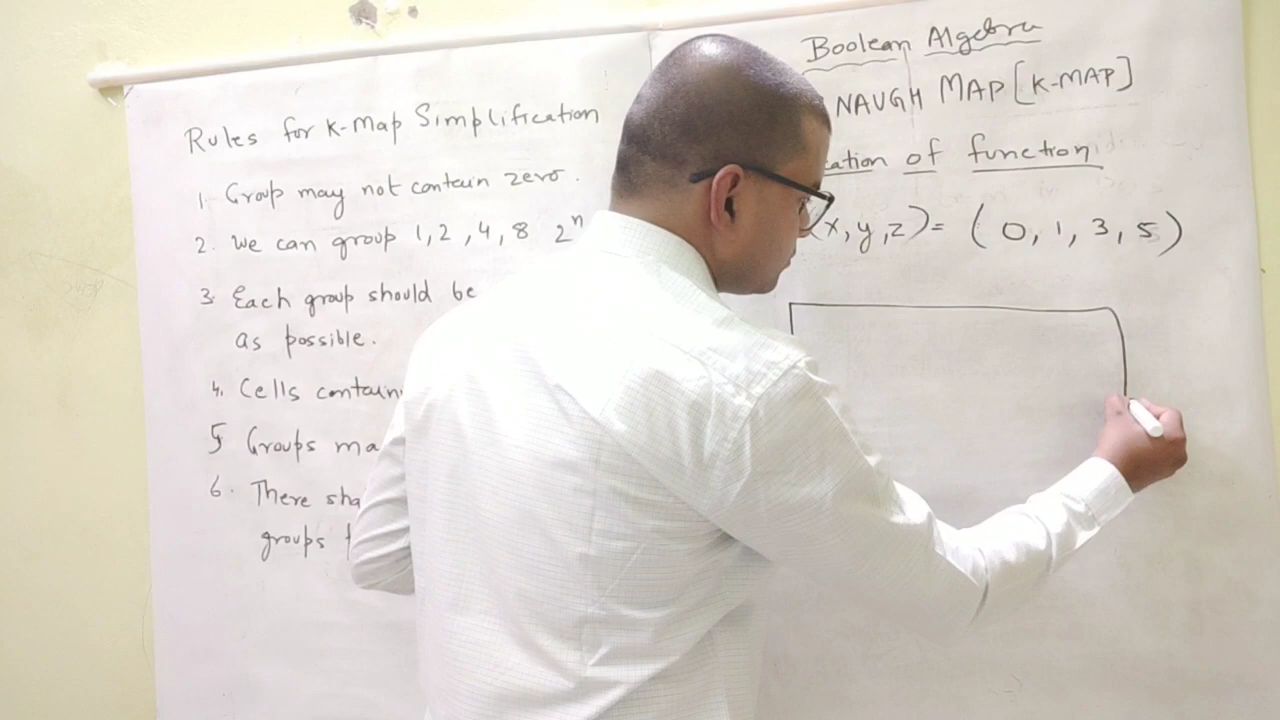 Rules for K-Map Simplification
1. Group may not contain zero.
2. We can group 1, 2, 4, 8 2ⁿ
3. Each group should be
as possible.
4. Cells contain
5 Groups ma
6. There sha
groups
Boolean Algebra
NAUGH MAP [K-MAP]
cation of function
(x, y, z) = (0, 1, 3, 5)